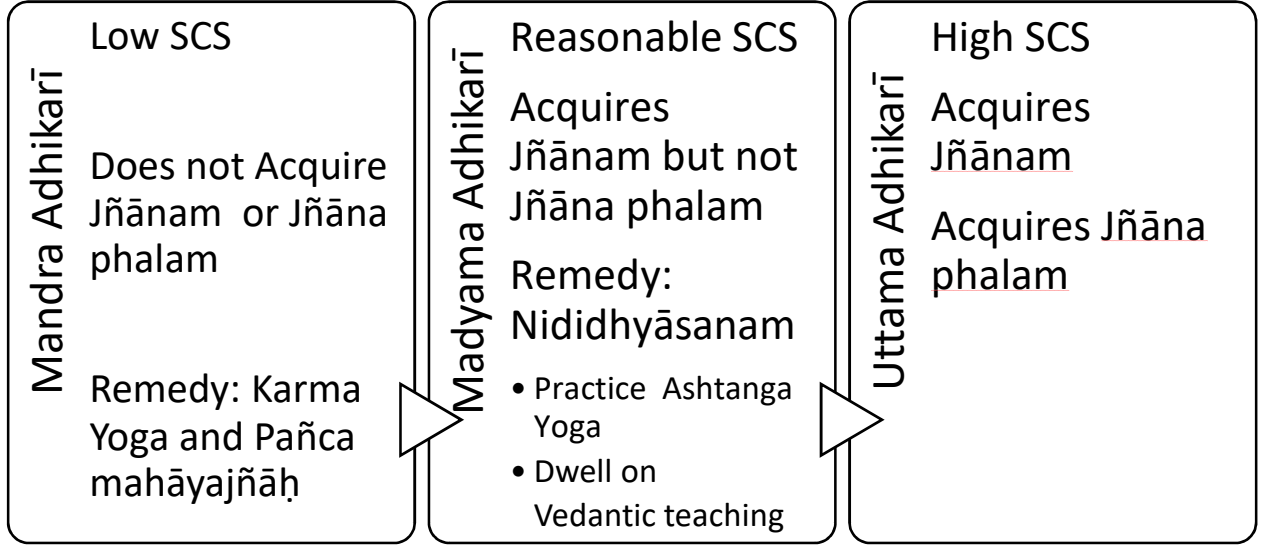 Mandra Adhikarī
Low SCS
Does not Acquire
Jñānam or Jñāna
phalam
Remedy: Karma
Yoga and Pañca
mahāyajñāḥ
Madyama Adhikarī
Reasonable SCS
Acquires
Jñānam but not
Jñāna phalam
Remedy:
Nididhyāsanam
• Practice Ashtanga
Yoga
• Dwell on
Vedantic teaching
Uttama Adhikarī
High SCS
Acquires
Jñānam
Acquires Jñāna
phalam